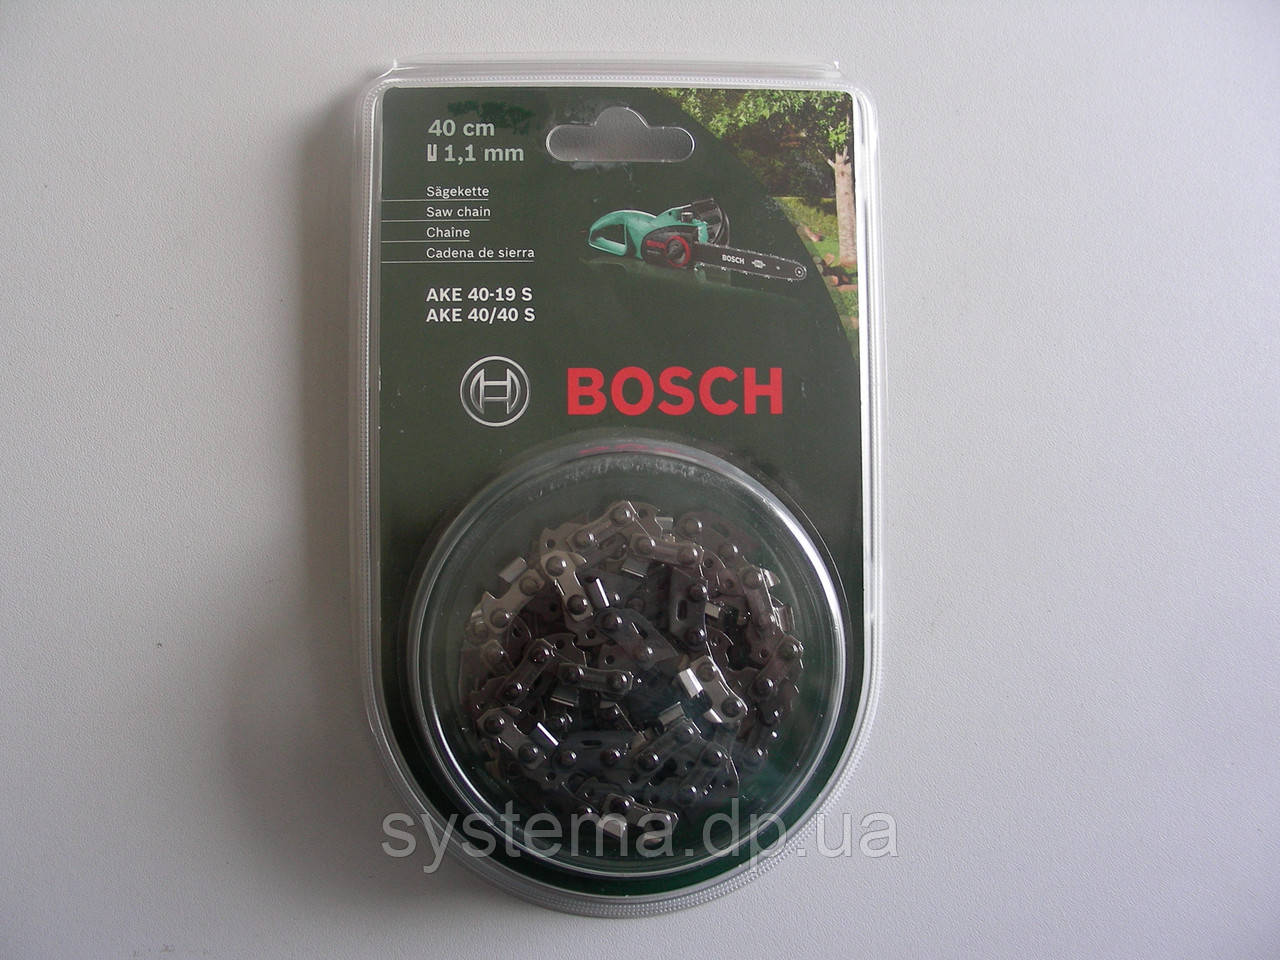 40 cm
1,1 mm
Sägekette
Saw chain
Chaîne
Cadena de sierra
AKE 40-19 S
AKE 40/40 S
BOSCH
BOSCH
systema.dp.ua